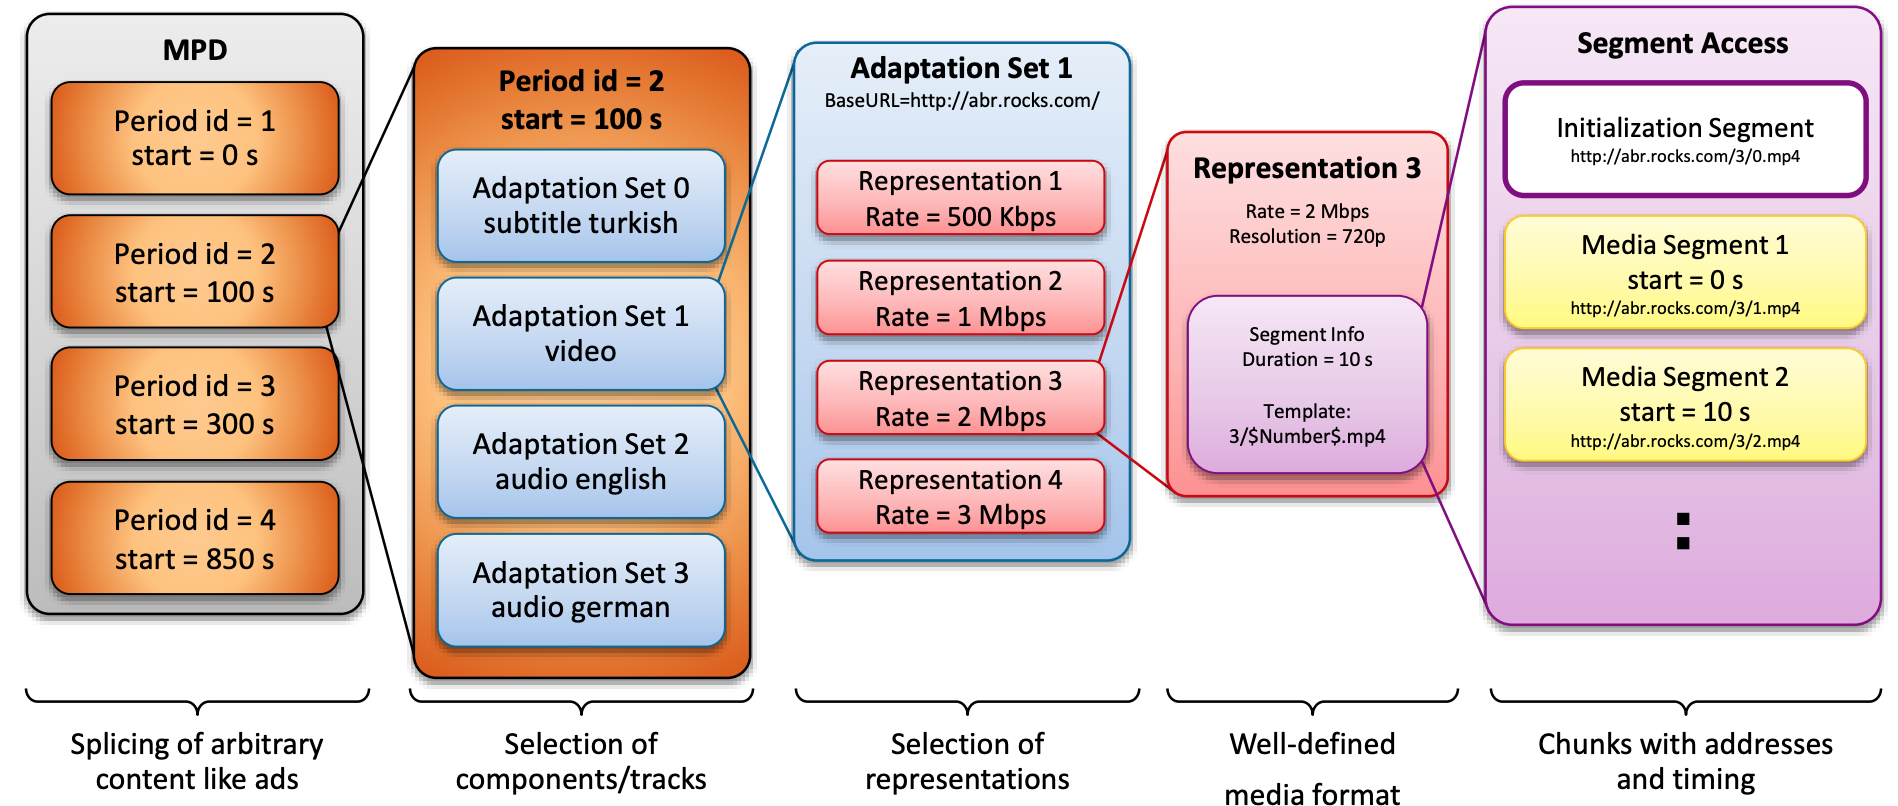 MPD
Period id = 1
start = 0 s
Period id = 2
start = 100 s
Period id = 3
start = 300 s
Period id = 4
start = 850 s
Splicing of arbitrary
content like ads
Period id = 2
start = 100 s
Adaptation Set 0
subtitle turkish
Adaptation Set 1
video
Adaptation Set 2
audio english
Adaptation Set 3
audio german
Selection of
components/tracks
Adaptation Set 1
BaseURL=http://abr.rocks.com/
Representation 1
Rate = 500 Kbps
Representation 2
Rate = 1 Mbps
Representation 3
Rate = 2 Mbps
Representation 4
Rate = 3 Mbps
Selection of
representations
Representation 3
Rate = 2 Mbps
Resolution = 720p
Segment Info
Duration = 10 s
Template:
3/$Number$.mp4
Well-defined
media format
Segment Access
Initialization Segment
http://abr.rocks.com/3/0.mp4
Media Segment 1
start = 0 s
http://abr.rocks.com/3/1.mp4
Media Segment 2
start = 10 s
http://abr.rocks.com/3/2.mp4
Chunks with addresses
and timing